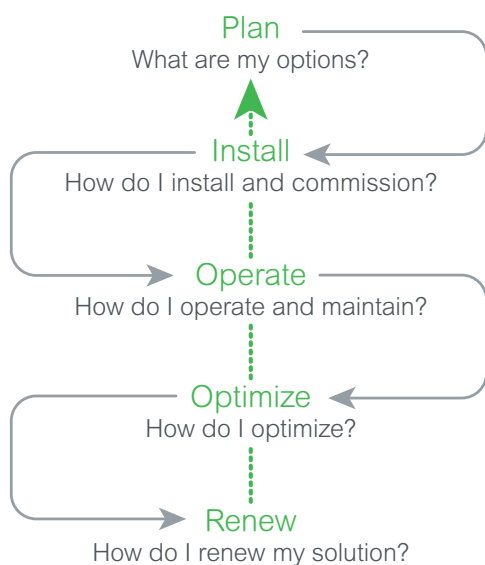 Plan
What are my options?
Install
How do I install and commission?
Operate
How do I operate and maintain?
Optimize
How do I optimize?
Renew
How do I renew my solution?